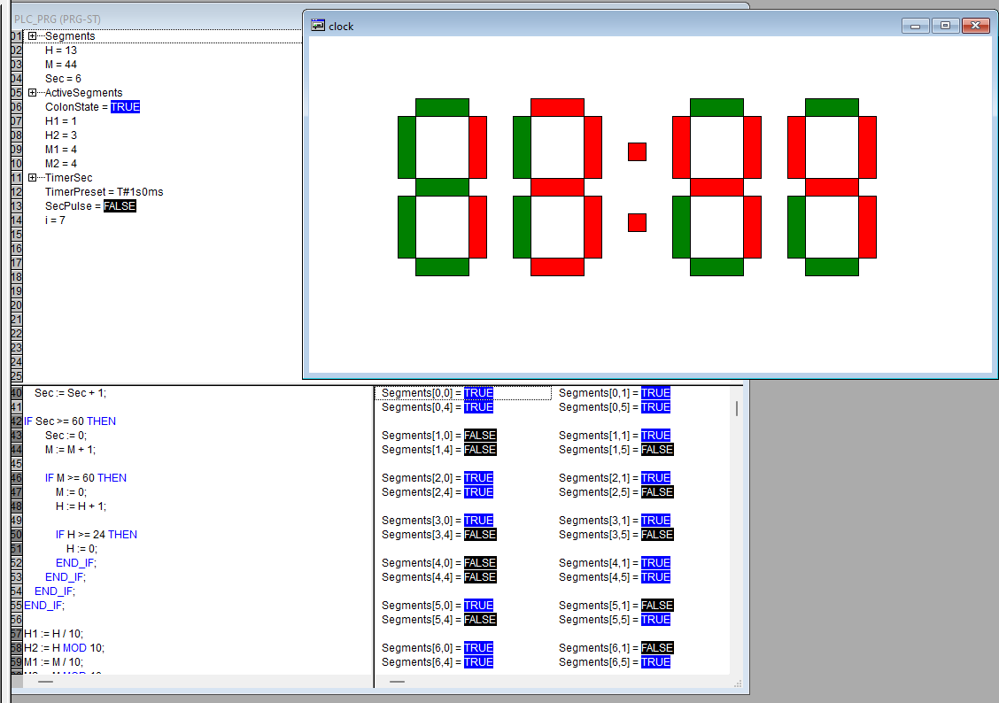 PLC_PRG (PRG-ST)
01 Segments
02 H = 13
03 M = 44
04 Sec = 6
05 ActiveSegments
06 ColonState = TRUE
07 H1 = 1
08 H2 = 3
09 M1 = 4
10 M2 = 4
11 TimerSec
12 TimerPreset = T#1s0ms
13 SecPulse = FALSE
14 i = 7
15
16
17
18
19
20
21
22
23
24
25
clock
88:88
40 Sec := Sec + 1;
41
42 IF Sec >= 60 THEN
43 Sec := 0;
44 M := M + 1;
45
46 IF M >= 60 THEN
47 M := 0;
48 H := H + 1;
49
50 IF H >= 24 THEN
51 H := 0;
52 END_IF;
53 END_IF;
54 END_IF;
55 END_IF;
56
57 H1 := H / 10;
58 H2 := H MOD 10;
59 M1 := M / 10;
Segments[0,0] = TRUE Segments[0,1] = TRUE
Segments[0,4] = TRUE Segments[0,5] = TRUE
Segments[1,0] = FALSE Segments[1,1] = TRUE
Segments[1,4] = FALSE Segments[1,5] = FALSE
Segments[2,0] = TRUE Segments[2,1] = TRUE
Segments[2,4] = TRUE Segments[2,5] = FALSE
Segments[3,0] = TRUE Segments[3,1] = TRUE
Segments[3,4] = FALSE Segments[3,5] = FALSE
Segments[4,0] = FALSE Segments[4,1] = TRUE
Segments[4,4] = FALSE Segments[4,5] = TRUE
Segments[5,0] = TRUE Segments[5,1] = FALSE
Segments[5,4] = FALSE Segments[5,5] = TRUE
Segments[6,0] = TRUE Segments[6,1] = FALSE
Segments[6,4] = TRUE Segments[6,5] = TRUE